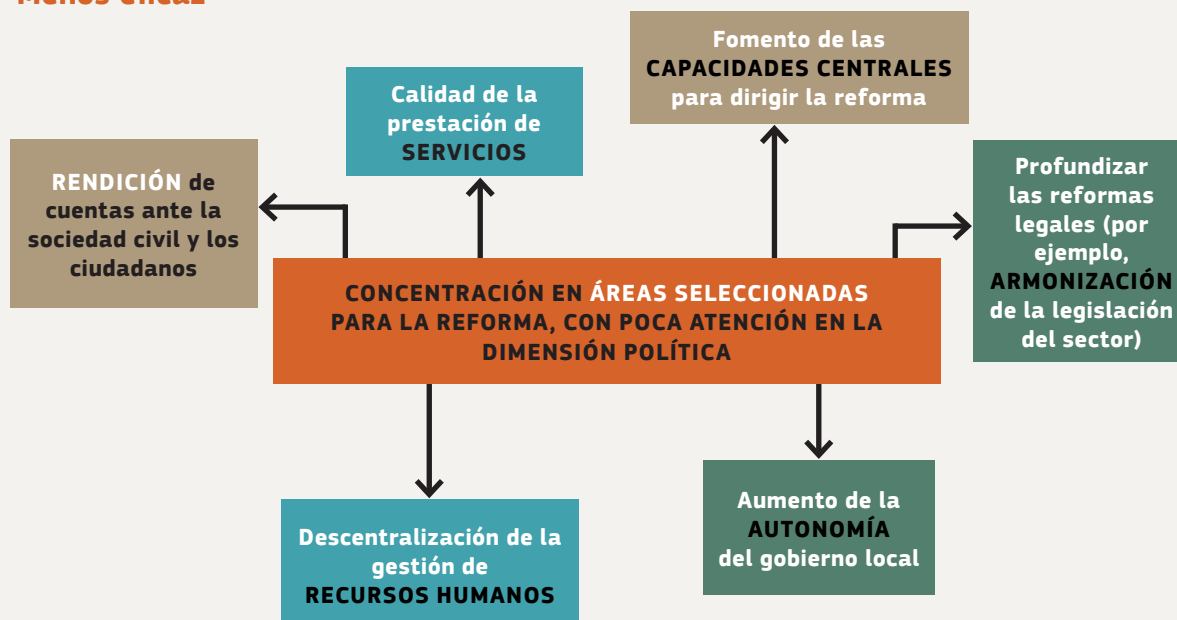 Menos eficaz
Fomento de las
CAPACIDADES CENTRALES
para dirigir la reforma
Calidad de la
prestación de
SERVICIOS
RENDICIÓN de
cuentas ante la
sociedad civil y los
ciudadanos
Profundizar
las reformas
legales (por
ejemplo,
ARMONIZACIÓN
de la legislación
del sector)
CONCENTRACIÓN EN ÁREAS SELECCIONADAS
PARA LA REFORMA, CON POCA ATENCIÓN EN LA
DIMENSIÓN POLÍTICA
Descentralización de la
gestión de
RECURSOS HUMANOS
Aumento de la
AUTONOMÍA
del gobierno local